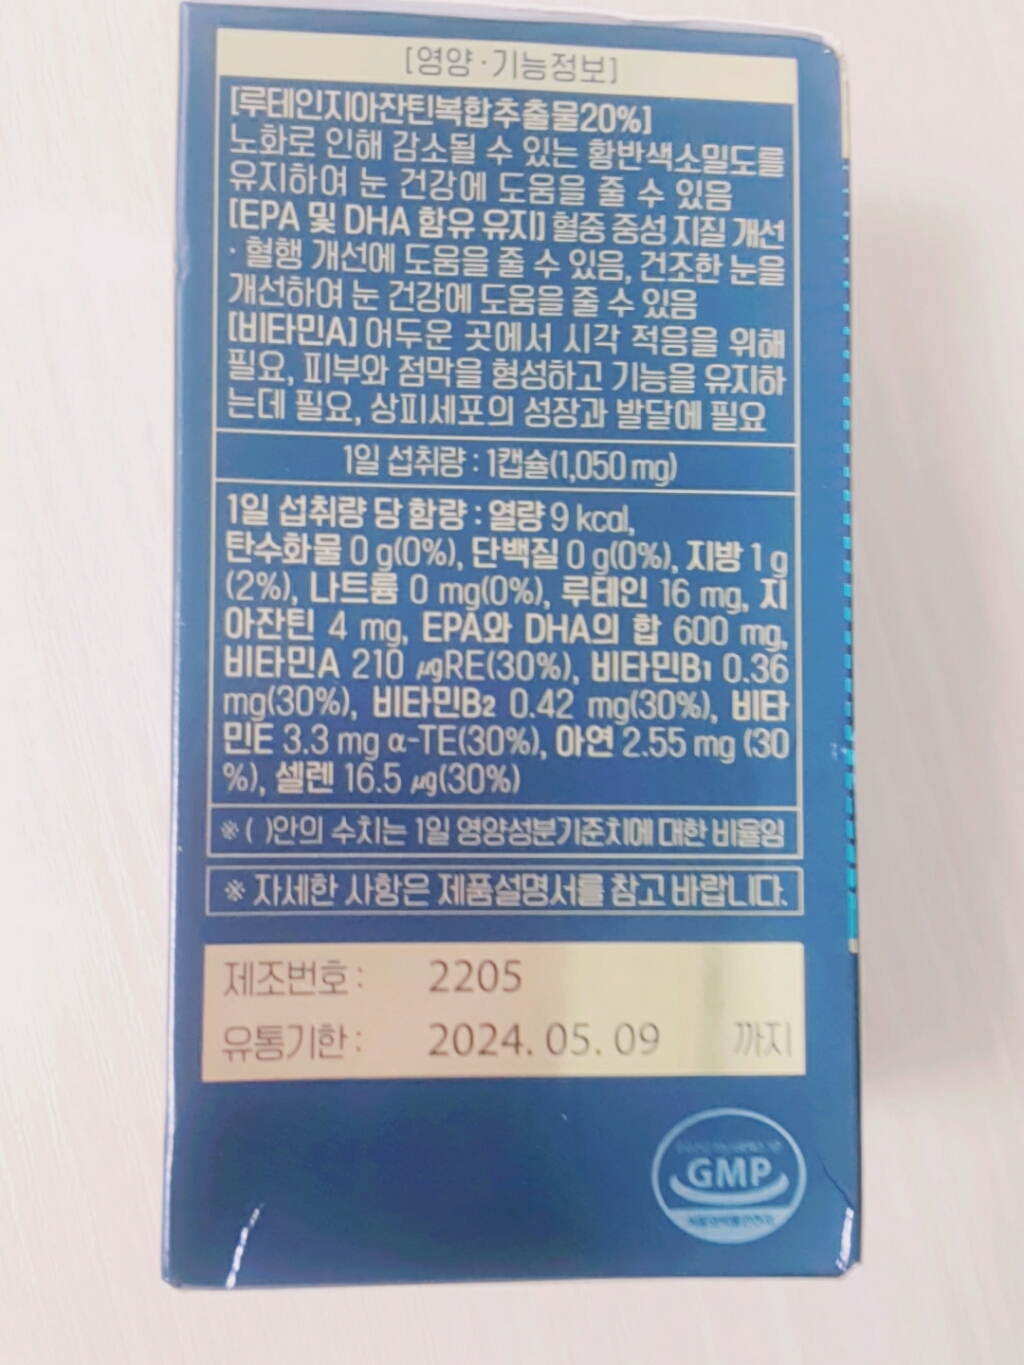 [영양·기능정보]
[루테인지아잔틴복합추출물20%]
노화로 인해 감소될 수 있는 황반색소밀도를
유지하여 눈 건강에 도움을 줄 수 있음
[EPA 및 DHA 함유 유지] 혈중 중성 지질 개선
·혈행 개선에 도움을 줄 수 있음, 건조한 눈을
개선하여 눈 건강에 도움을 줄 수 있음
[비타민A] 어두운 곳에서 시각 적응을 위해
필요, 피부와 점막을 형성하고 기능을 유지하
는데 필요, 상피세포의 성장과 발달에 필요
1일 섭취량 : 1캡슐(1,050 mg)
1일 섭취량 당 함량 : 열량 9 kcal,
탄수화물 0 g(0%), 단백질 0 g(0%), 지방 1 g
(2%), 나트륨 0 mg(0%), 루테인 16 mg, 지
아잔틴 4 mg, EPA와 DHA의 합 600 mg,
비타민A 210 μgRE(30%), 비타민B1 0.36
mg(30%), 비타민B2 0.42 mg(30%), 비타
민E 3.3 mg α-TE(30%), 아연 2.55 mg (30
%), 셀렌 16.5 μg(30%)
※ ( )안의 수치는 1일 영양성분기준치에 대한 비율임
※ 자세한 사항은 제품설명서를 참고 바랍니다.
제조번호 : 2205
유통기한 : 2024. 05. 09 까지
GMP
식품의약품안전처